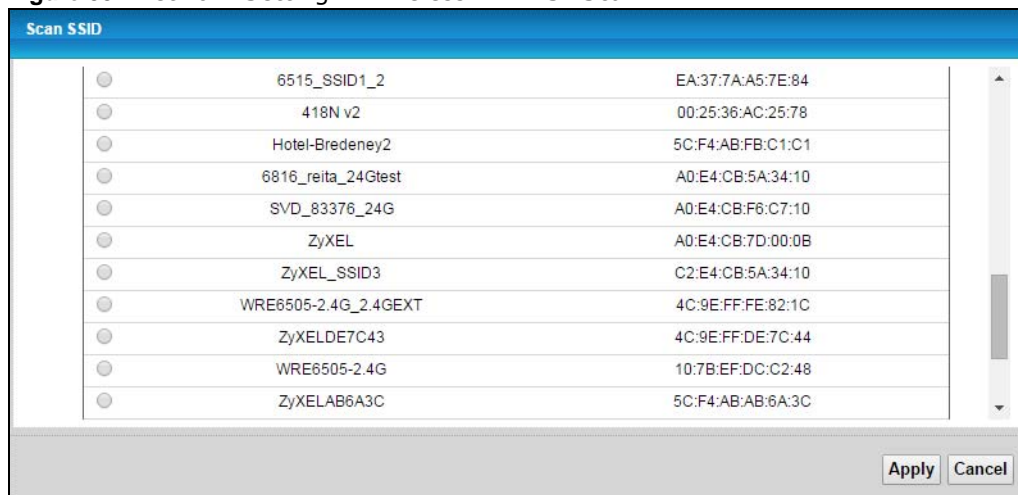 Scan SSID
6515_SSID1_2 EA:37:7A:A5:7E:84
418N v2 00:25:36:AC:25:78
Hotel-Bredeney2 5C:F4:AB:FB:C1:C1
6816_reita_24Gtest A0:E4:CB:5A:34:10
SVD_83376_24G A0:E4:CB:F6:C7:10
ZyXEL A0:E4:CB:7D:00:0B
ZyXEL_SSID3 C2:E4:CB:5A:34:10
WRE6505-2.4G_2.4GEXT 4C:9E:FF:FE:82:1C
ZyXELDE7C43 4C:9E:FF:DE:7C:44
WRE6505-2.4G 10:7B:EF:DC:C2:48
ZyXELAB6A3C 5C:F4:AB:AB:6A:3C
Apply Cancel